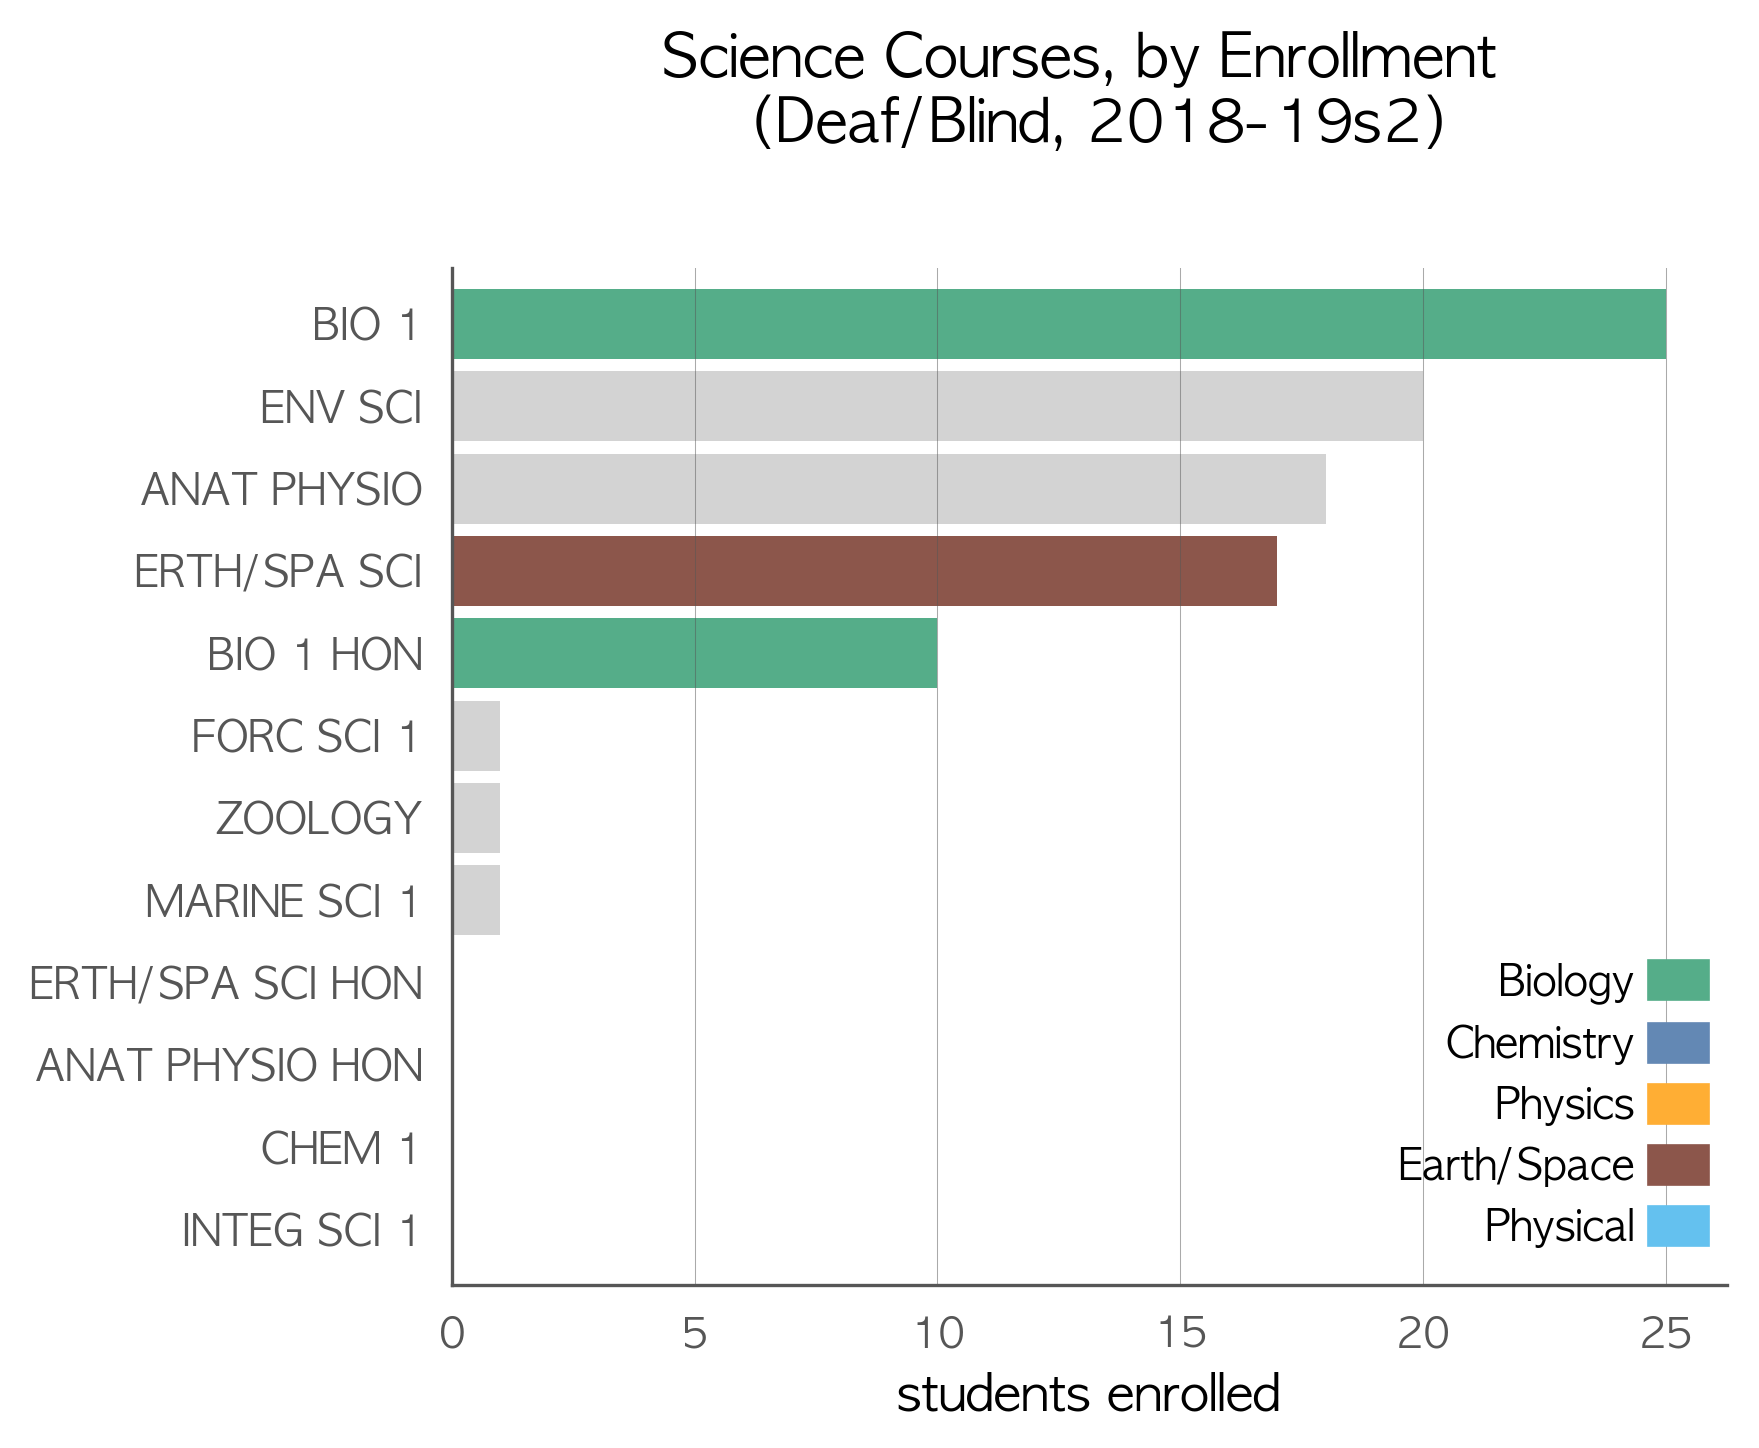 Science Courses, by Enrollment
(Deaf/Blind, 2018-19s2)
BIO 1
ENV SCI
ANAT PHYSIO
ERTH/SPA SCI
BIO 1 HON
FORC SCI 1
ZOOLOGY
MARINE SCI 1
ERTH/SPA SCI HON
ANAT PHYSIO HON
CHEM 1
INTEG SCI 1
Biology
Chemistry
Physics
Earth/Space
Physical
0 5 10 15 20 25
students enrolled